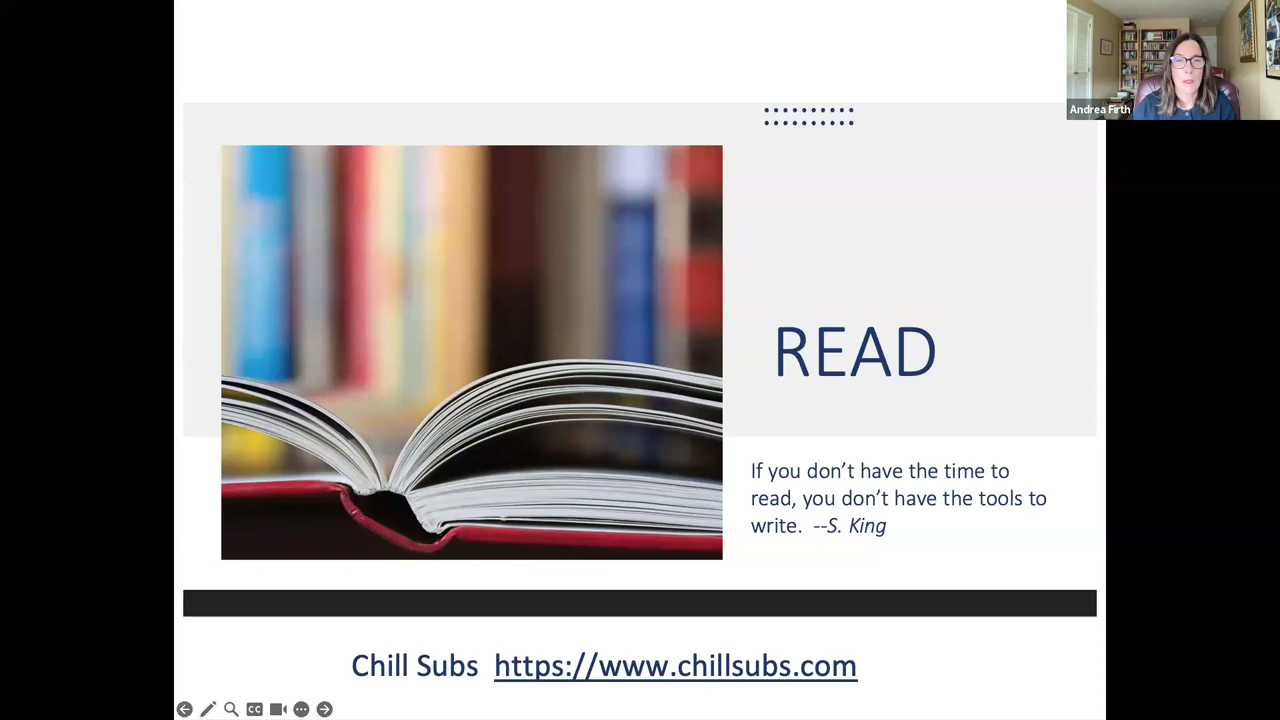 Andrea Firth
READ
If you don't have the time to
read, you don't have the tools to
write. --S. King
Chill Subs https://www.chillsubs.com
CC